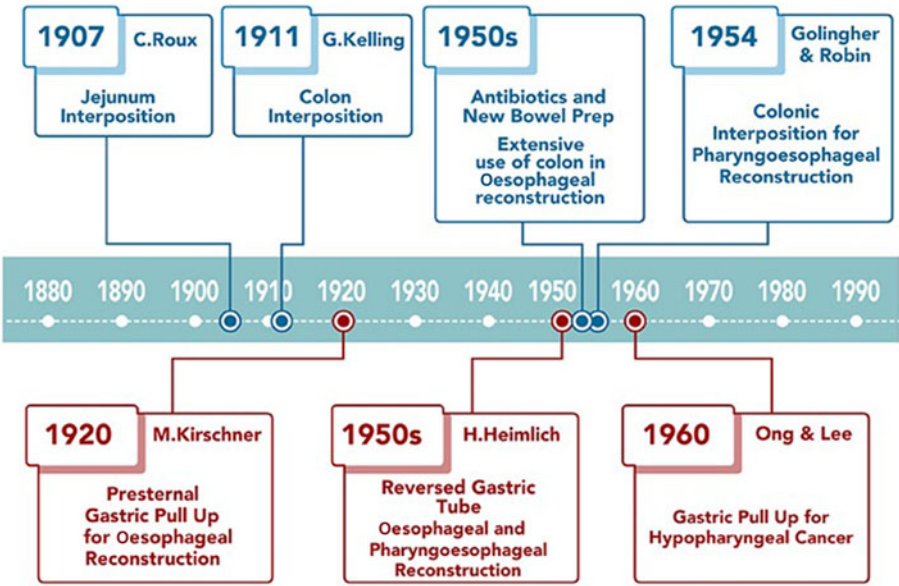 1907 C.Roux
Jejunum
Interposition
1911 G.Kelling
Colon
Interposition
1950s
Antibiotics and
New Bowel Prep
Extensive
use of colon in
Oesophageal
reconstruction
1954 Golingher
& Robin
Colonic
Interposition for
Pharyngoesophageal
Reconstruction
1880 1890 1900 1910 1920 1930 1940 1950 1960 1970 1980 1990
1920 M.Kirschner
Presternal
Gastric Pull Up
for Oesophageal
Reconstruction
1950s H.Heimlich
Reversed Gastric
Tube
Oesophageal and
Pharyngoesophageal
Reconstruction
1960 Ong & Lee
Gastric Pull Up for
Hypopharyngeal Cancer